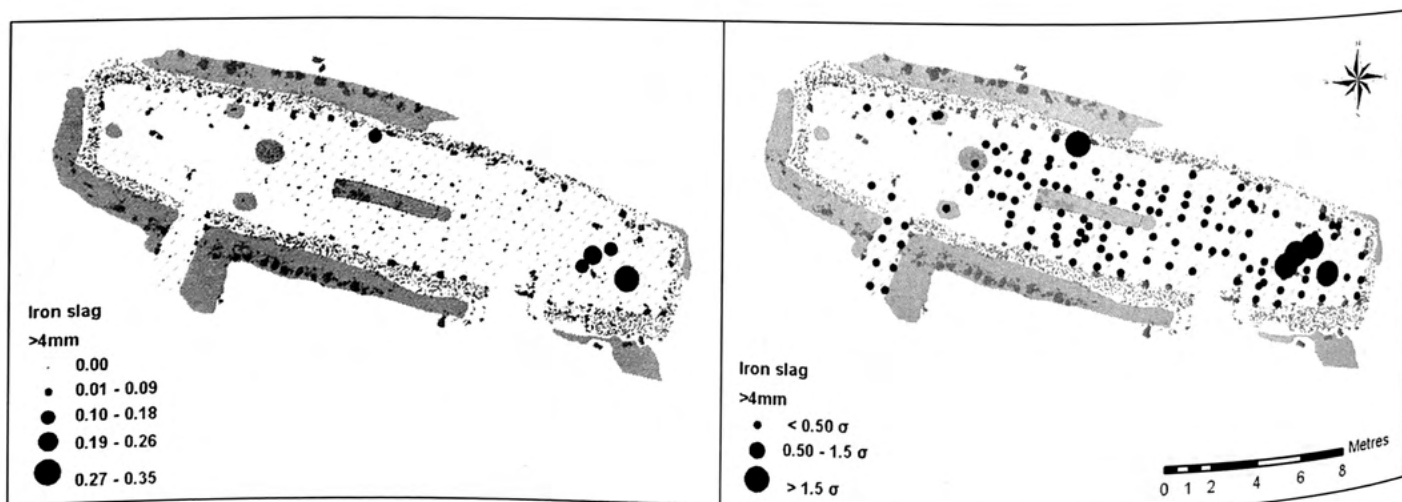 Iron slag
>4mm
0.00
0.01 - 0.09
0.10 - 0.18
0.19 - 0.26
0.27 - 0.35
N
Iron slag
>4mm
< 0.50 σ
0.50 - 1.5 σ
> 1.5 σ
Metres
0 1 2 4 6 8